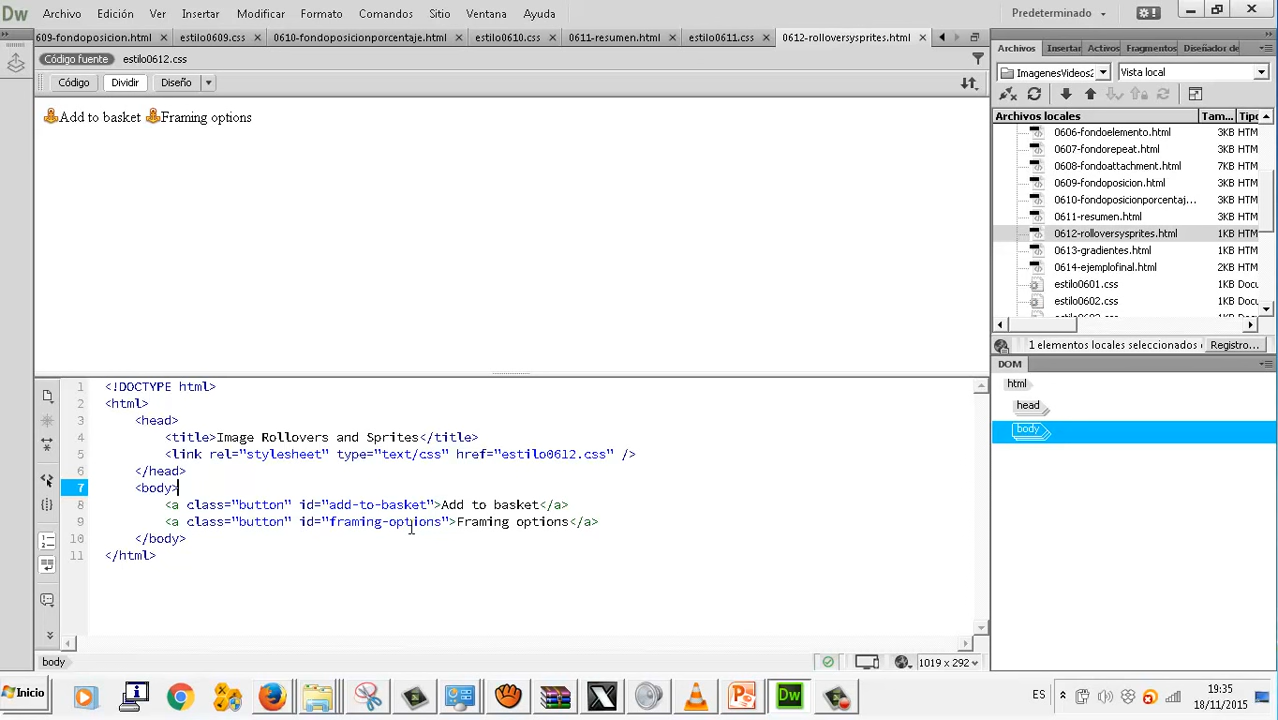 Dw Archivo Edición Ver Insertar Modificar Formato Comandos Sitio Ventana Ayuda Predeterminado
609-fondoposicion.html estilo0609.css 0610-fondoposicionporcentaje.html estilo0610.css 0611-resumen.html estilo0611.css 0612-rolloversysprites.html
Código fuente estilo0612.css
Código Dividir Diseño
Add to basket Framing options
1 <!DOCTYPE html>
2 <html>
3 <head>
4 <title>Image Rollovers and Sprites</title>
5 <link rel="stylesheet" type="text/css" href="estilo0612.css" />
6 </head>
7 <body>
8 <a class="button" id="add-to-basket">Add to basket</a>
9 <a class="button" id="framing-options">Framing options</a>
10 </body>
11 </html>
body 1019 x 292
Archivos Insertar Activos Fragmentos Diseñador de
ImagenesVideos Vista local
Archivos locales Tam... Tipo
0606-fondoelemento.html 3KB HTM
0607-fondorepeat.html 3KB HTM
0608-fondoattachment.html 7KB HTM
0609-fondoposicion.html 3KB HTM
0610-fondoposicionporcentaj... 3KB HTM
0611-resumen.html 3KB HTM
0612-rolloversysprites.html 1KB HTM
0613-gradientes.html 1KB HTM
0614-ejemplofinal.html 2KB HTM
estilo0601.css 1KB Docu
estilo0602.css 1KB Docu
1 elementos locales seleccionados Registro...
DOM
html
head
body
Inicio Dw ES 19:35
18/11/2015